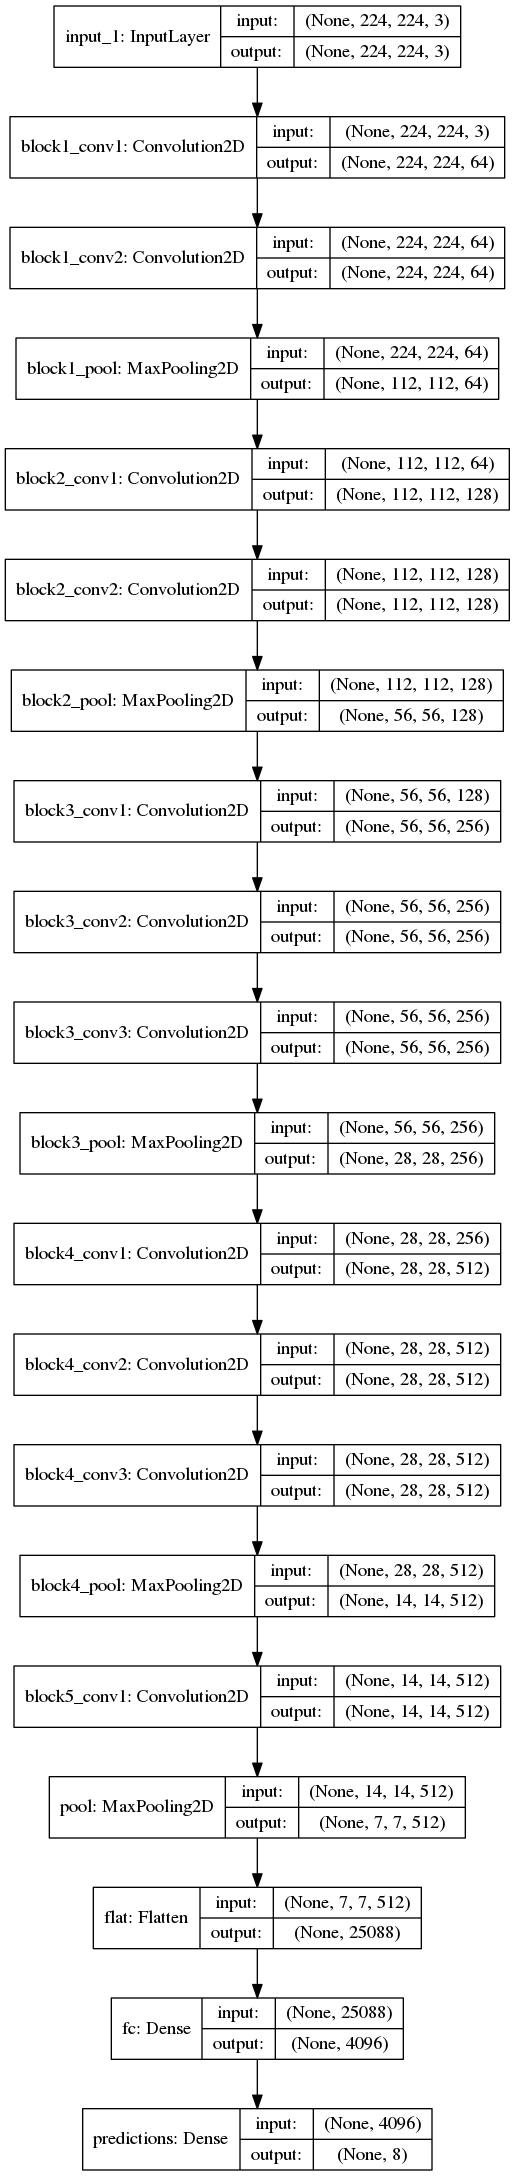 input_1: InputLayer
input: (None, 224, 224, 3)
output: (None, 224, 224, 3)
block1_conv1: Convolution2D
input: (None, 224, 224, 3)
output: (None, 224, 224, 64)
block1_conv2: Convolution2D
input: (None, 224, 224, 64)
output: (None, 224, 224, 64)
block1_pool: MaxPooling2D
input: (None, 224, 224, 64)
output: (None, 112, 112, 64)
block2_conv1: Convolution2D
input: (None, 112, 112, 64)
output: (None, 112, 112, 128)
block2_conv2: Convolution2D
input: (None, 112, 112, 128)
output: (None, 112, 112, 128)
block2_pool: MaxPooling2D
input: (None, 112, 112, 128)
output: (None, 56, 56, 128)
block3_conv1: Convolution2D
input: (None, 56, 56, 128)
output: (None, 56, 56, 256)
block3_conv2: Convolution2D
input: (None, 56, 56, 256)
output: (None, 56, 56, 256)
block3_conv3: Convolution2D
input: (None, 56, 56, 256)
output: (None, 56, 56, 256)
block3_pool: MaxPooling2D
input: (None, 56, 56, 256)
output: (None, 28, 28, 256)
block4_conv1: Convolution2D
input: (None, 28, 28, 256)
output: (None, 28, 28, 512)
block4_conv2: Convolution2D
input: (None, 28, 28, 512)
output: (None, 28, 28, 512)
block4_conv3: Convolution2D
input: (None, 28, 28, 512)
output: (None, 28, 28, 512)
block4_pool: MaxPooling2D
input: (None, 28, 28, 512)
output: (None, 14, 14, 512)
block5_conv1: Convolution2D
input: (None, 14, 14, 512)
output: (None, 14, 14, 512)
pool: MaxPooling2D
input: (None, 14, 14, 512)
output: (None, 7, 7, 512)
flat: Flatten
input: (None, 7, 7, 512)
output: (None, 25088)
fc: Dense
input: (None, 25088)
output: (None, 4096)
predictions: Dense
input: (None, 4096)
output: (None, 8)